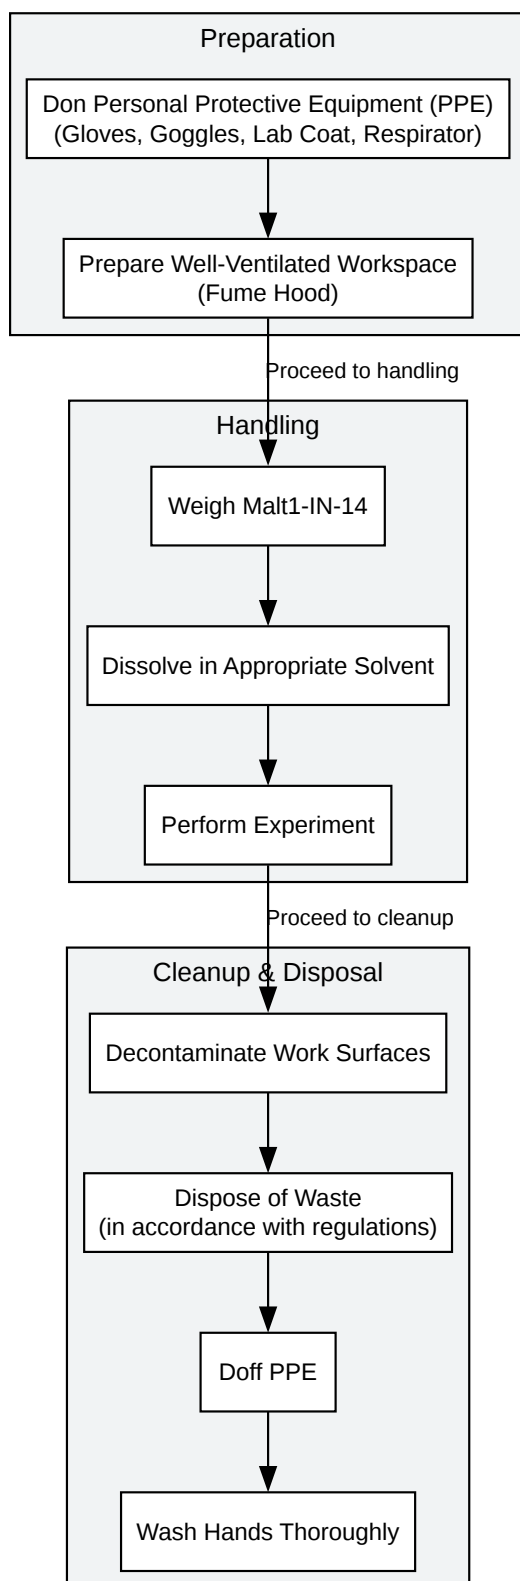 Preparation
Don Personal Protective Equipment (PPE)
(Gloves, Goggles, Lab Coat, Respirator)
Prepare Well-Ventilated Workspace
(Fume Hood)
Proceed to handling
Handling
Weigh Malt1-IN-14
Dissolve in Appropriate Solvent
Perform Experiment
Proceed to cleanup
Cleanup & Disposal
Decontaminate Work Surfaces
Dispose of Waste
(in accordance with regulations)
Doff PPE
Wash Hands Thoroughly